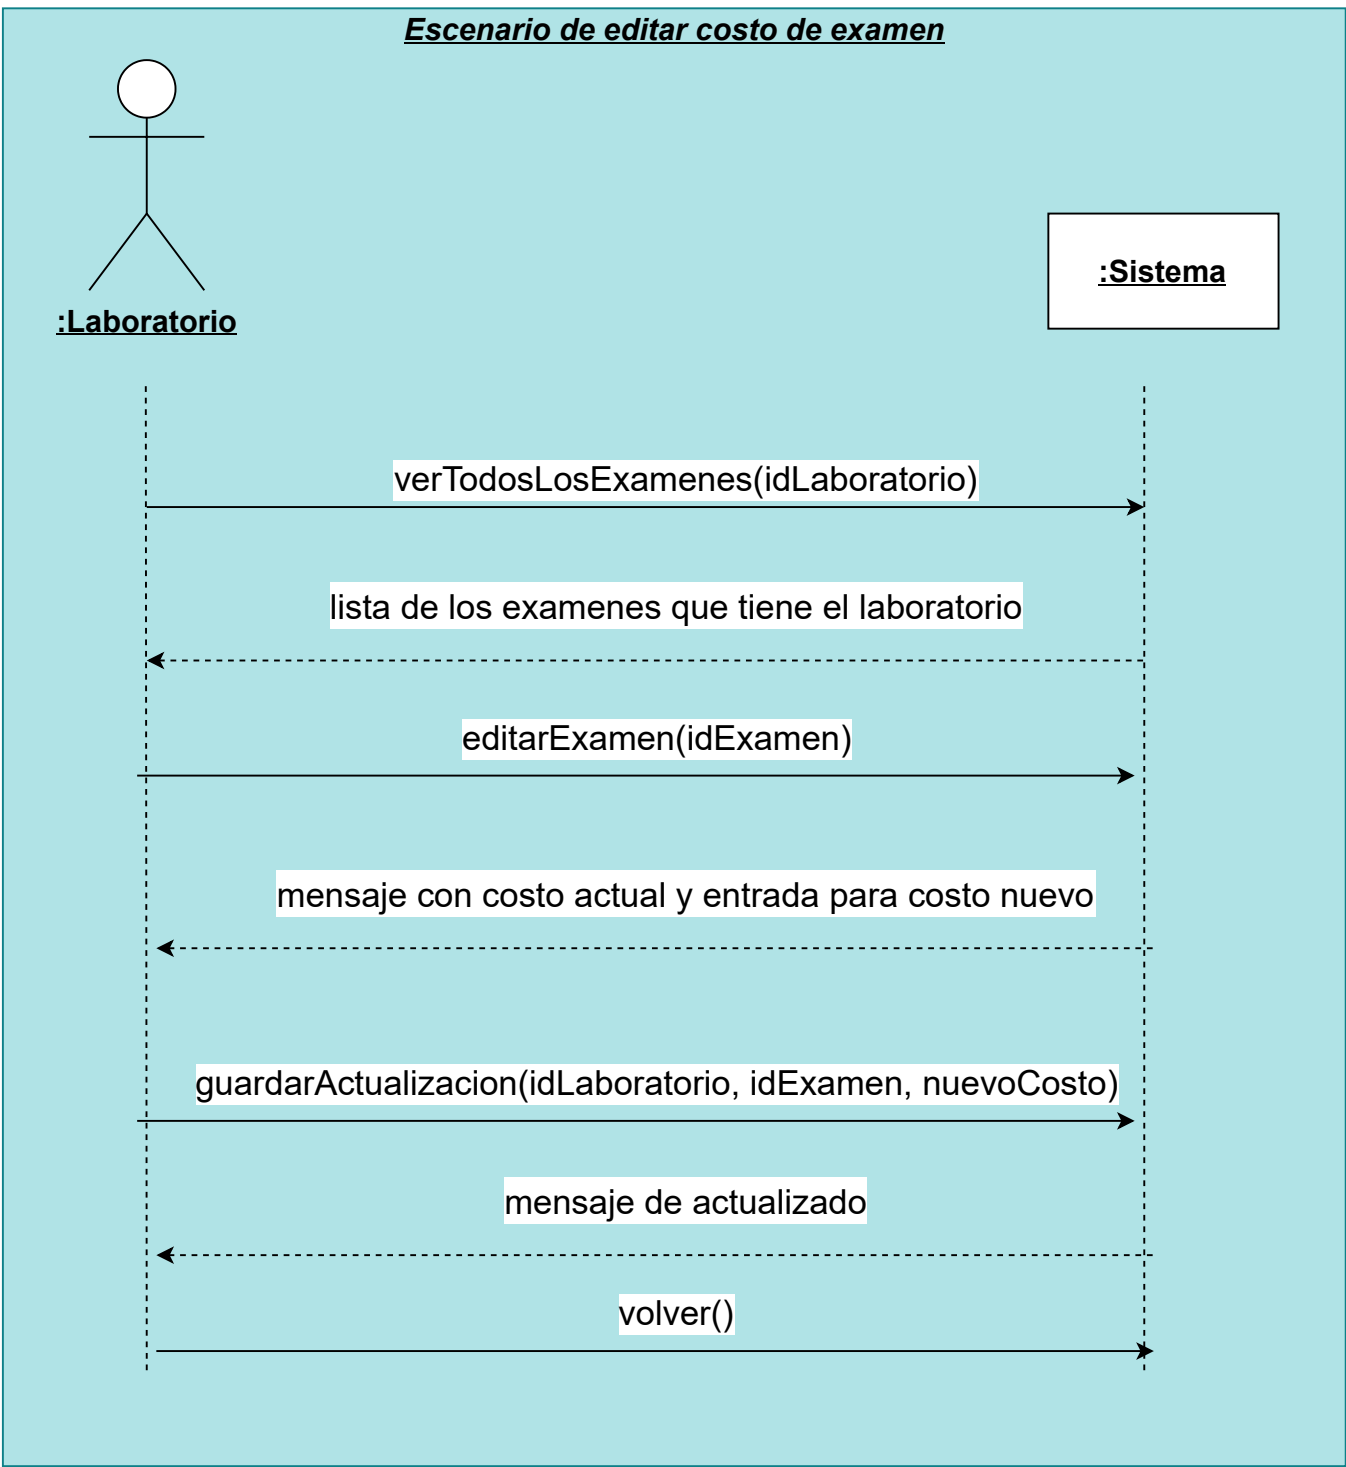 Escenario de editar costo de examen
:Laboratorio
:Sistema
verTodosLosExamenes(idLaboratorio)
lista de los examenes que tiene el laboratorio
editarExamen(idExamen)
mensaje con costo actual y entrada para costo nuevo
guardarActualizacion(idLaboratorio, idExamen, nuevoCosto)
mensaje de actualizado
volver()